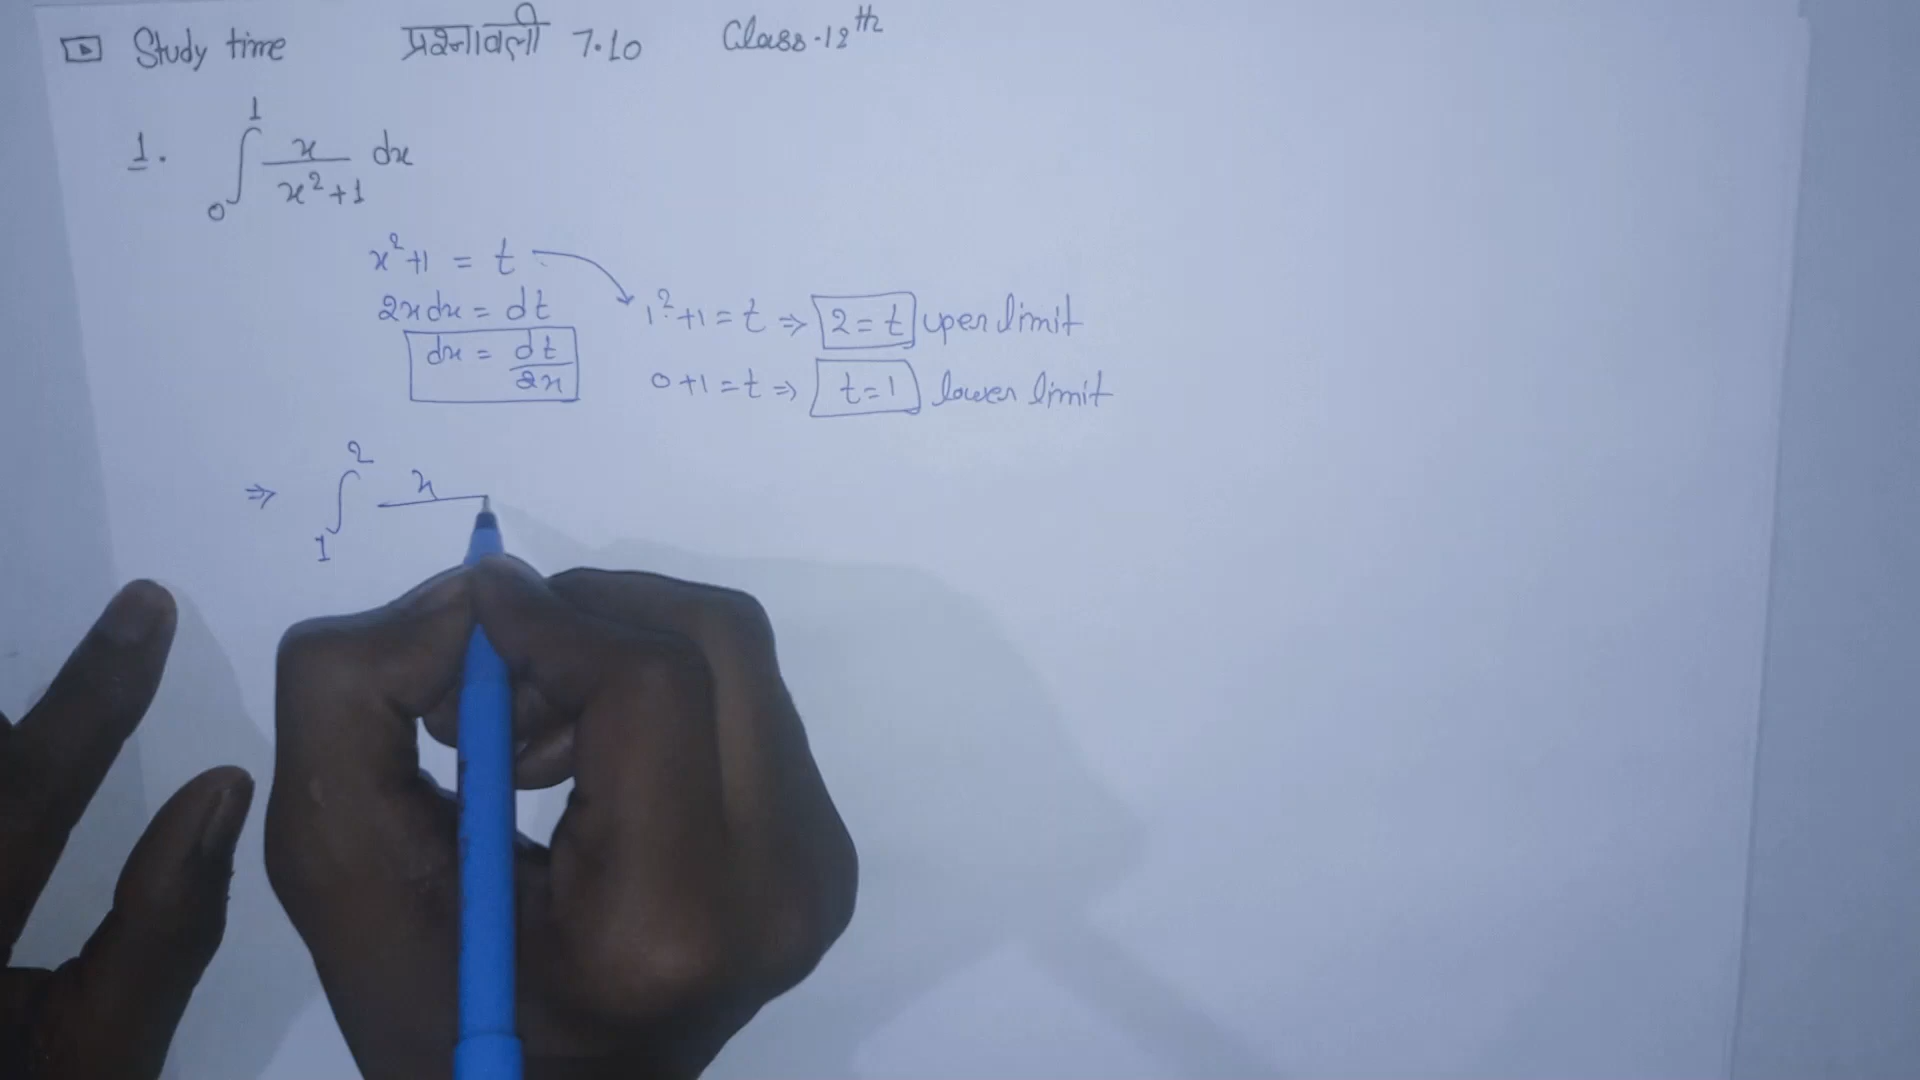 Study time प्रश्नावली 7.10 Class-12th
1. ∫₀¹ x/(x²+1) dx
x²+1 = t
2x dx = dt
1²+1 = t ⇒ 2 = t uper limit
dx = dt/2x
0+1 = t ⇒ t=1 lower limit
⇒ ∫₁² x